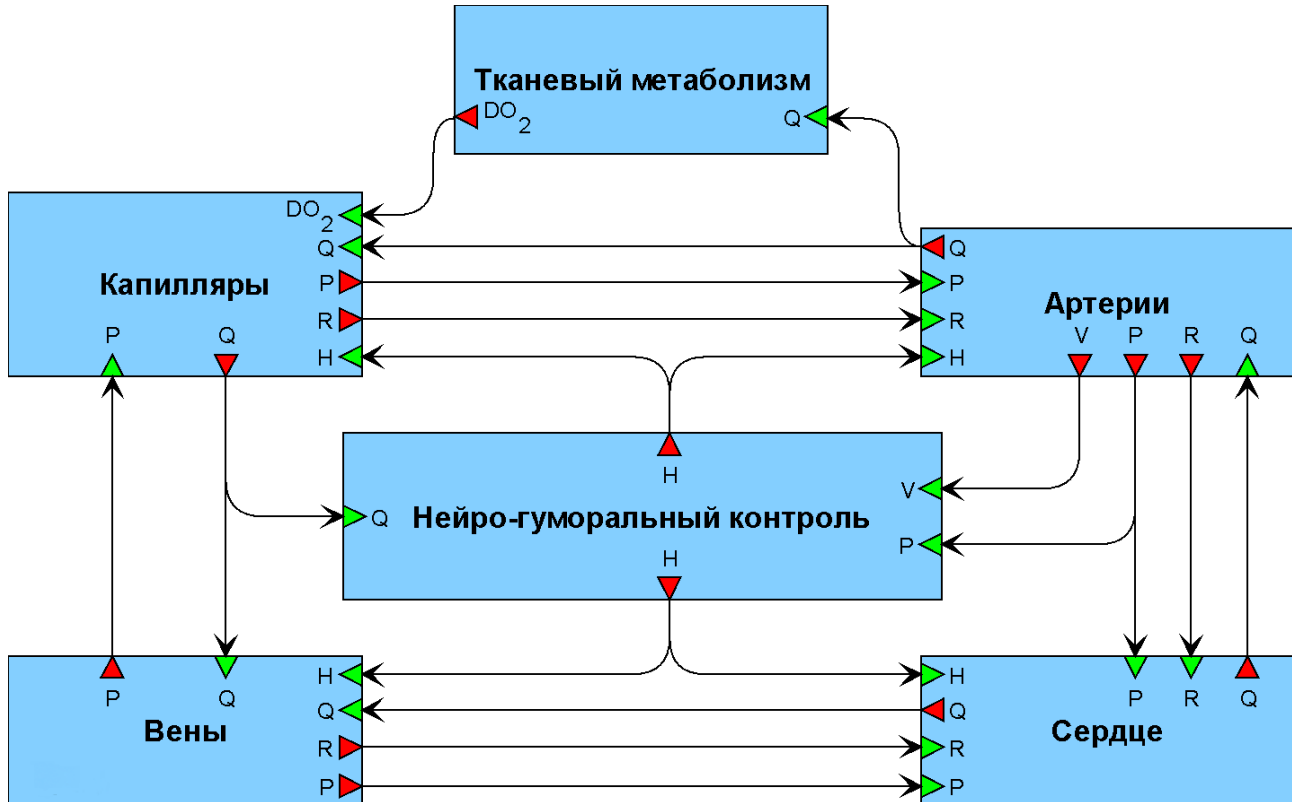 Тканевый метаболизм
DO2
Q
DO2
Q
P
R
H
Капилляры
P
Q
Q
P
R
H
Артерии
V
P
R
Q
H
Q
Нейро-гуморальный контроль
V
P
H
P
Q
H
Q
R
P
Вены
H
Q
R
P
P
R
Q
Сердце